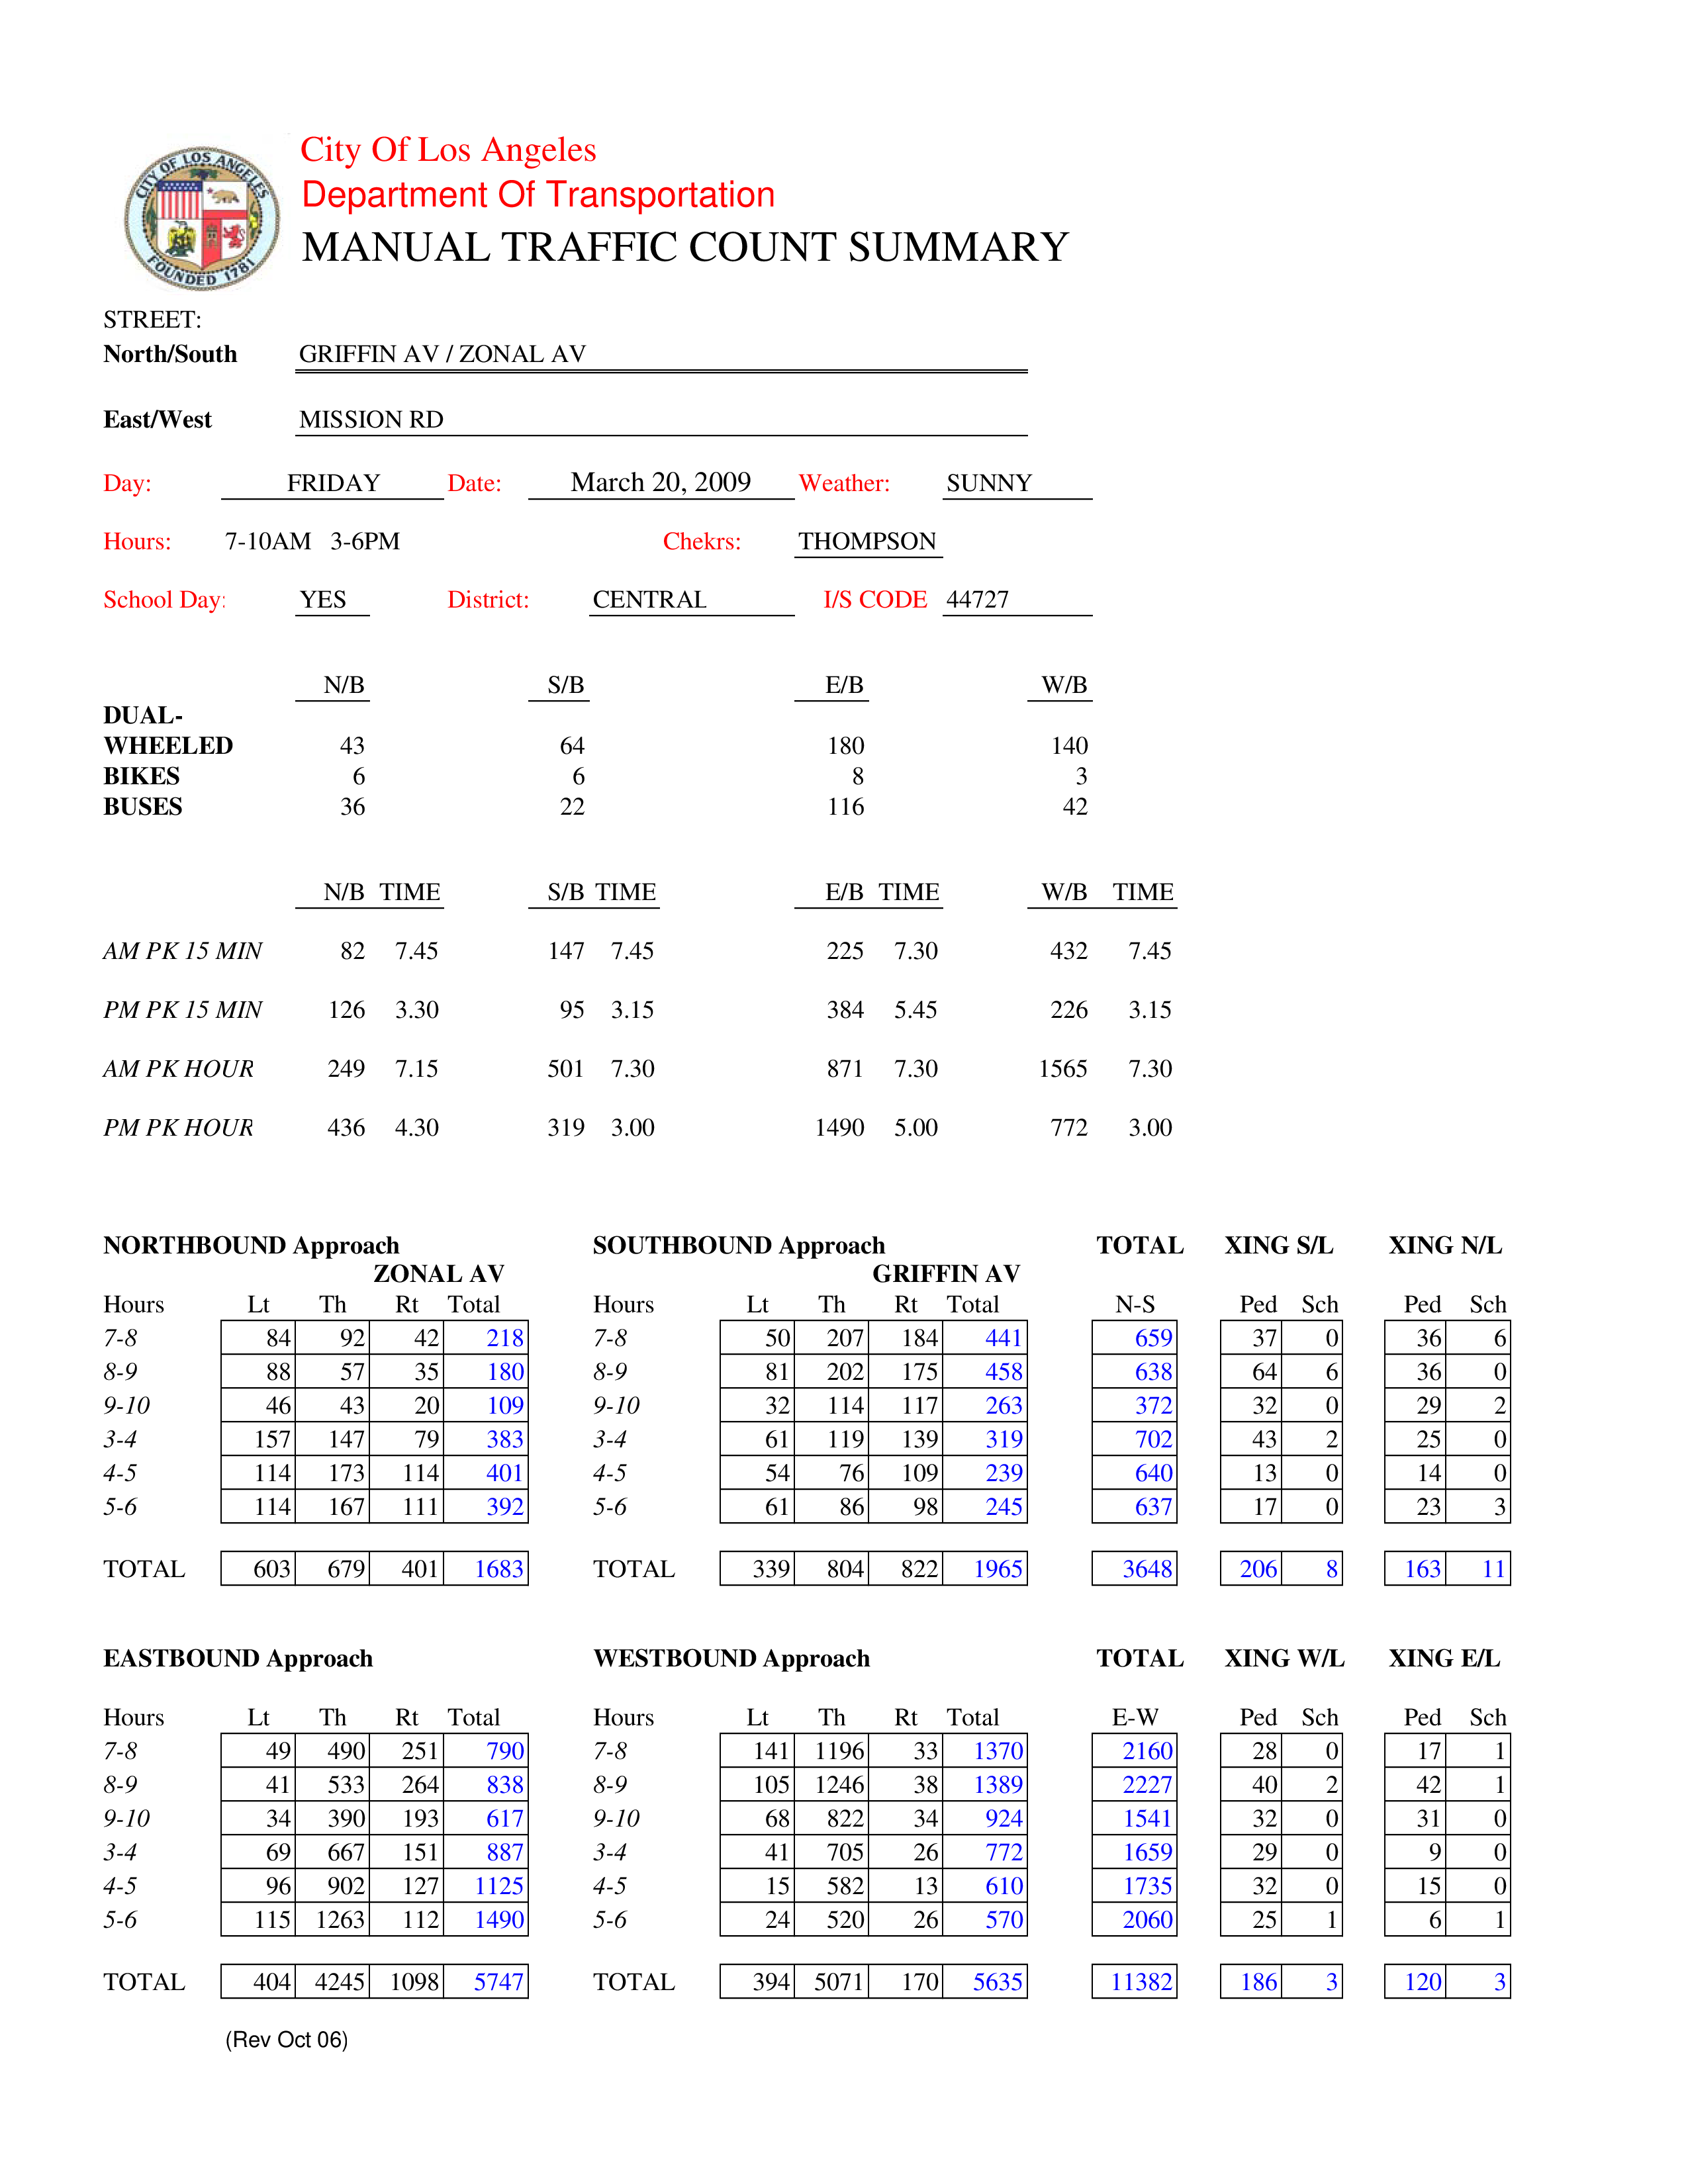 CITY OF LOS ANGELES
FOUNDED 1781
City Of Los Angeles
Department Of Transportation
MANUAL TRAFFIC COUNT SUMMARY
STREET:
North/South GRIFFIN AV / ZONAL AV
East/West MISSION RD
Day: FRIDAY Date: March 20, 2009 Weather: SUNNY
Hours: 7-10AM 3-6PM Chekrs: THOMPSON
School Day: YES District: CENTRAL I/S CODE 44727
N/B S/B E/B W/B
DUAL-
WHEELED 43 64 180 140
BIKES 6 6 8 3
BUSES 36 22 116 42
N/B TIME S/B TIME E/B TIME W/B TIME
AM PK 15 MIN 82 7.45 147 7.45 225 7.30 432 7.45
PM PK 15 MIN 126 3.30 95 3.15 384 5.45 226 3.15
AM PK HOUR 249 7.15 501 7.30 871 7.30 1565 7.30
PM PK HOUR 436 4.30 319 3.00 1490 5.00 772 3.00
NORTHBOUND Approach SOUTHBOUND Approach TOTAL XING S/L XING N/L
ZONAL AV GRIFFIN AV
Hours Lt Th Rt Total Hours Lt Th Rt Total N-S Ped Sch Ped Sch
7-8 84 92 42 218 7-8 50 207 184 441 659 37 0 36 6
8-9 88 57 35 180 8-9 81 202 175 458 638 64 6 36 0
9-10 46 43 20 109 9-10 32 114 117 263 372 32 0 29 2
3-4 157 147 79 383 3-4 61 119 139 319 702 43 2 25 0
4-5 114 173 114 401 4-5 54 76 109 239 640 13 0 14 0
5-6 114 167 111 392 5-6 61 86 98 245 637 17 0 23 3
TOTAL 603 679 401 1683 TOTAL 339 804 822 1965 3648 206 8 163 11
EASTBOUND Approach WESTBOUND Approach TOTAL XING W/L XING E/L
Hours Lt Th Rt Total Hours Lt Th Rt Total E-W Ped Sch Ped Sch
7-8 49 490 251 790 7-8 141 1196 33 1370 2160 28 0 17 1
8-9 41 533 264 838 8-9 105 1246 38 1389 2227 40 2 42 1
9-10 34 390 193 617 9-10 68 822 34 924 1541 32 0 31 0
3-4 69 667 151 887 3-4 41 705 26 772 1659 29 0 9 0
4-5 96 902 127 1125 4-5 15 582 13 610 1735 32 0 15 0
5-6 115 1263 112 1490 5-6 24 520 26 570 2060 25 1 6 1
TOTAL 404 4245 1098 5747 TOTAL 394 5071 170 5635 11382 186 3 120 3
(Rev Oct 06)